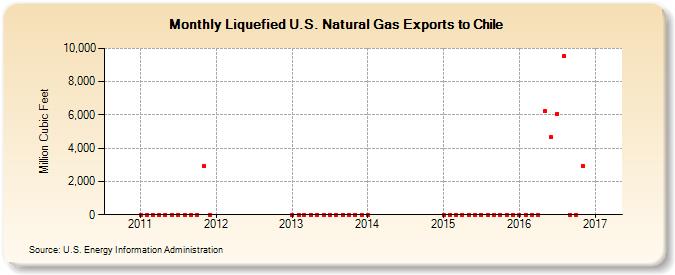 Monthly Liquefied U.S. Natural Gas Exports to Chile
Million Cubic Feet
10,000
8,000
6,000
4,000
2,000
0
2011 2012 2013 2014 2015 2016 2017
Source: U.S. Energy Information Administration